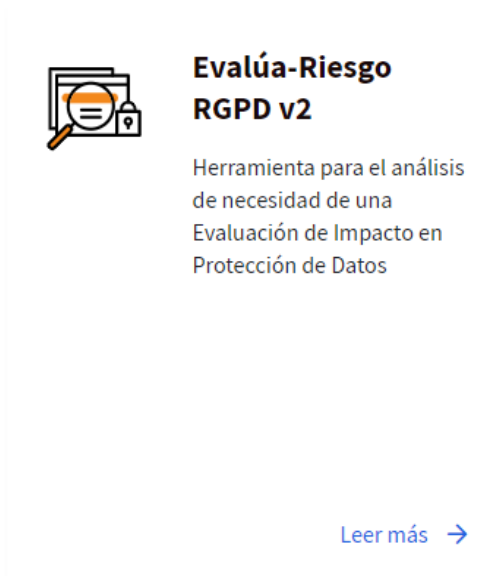 Evalúa-Riesgo
RGPD v2
Herramienta para el análisis
de necesidad de una
Evaluación de Impacto en
Protección de Datos
Leer más